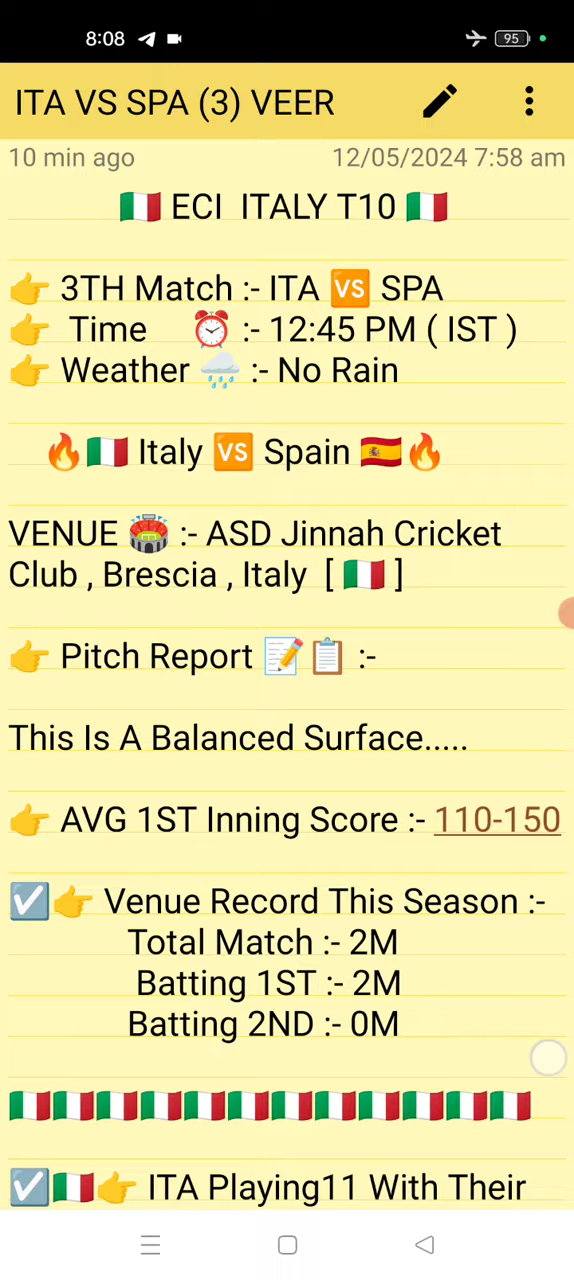 8:08
95
ITA VS SPA (3) VEER
10 min ago 12/05/2024 7:58 am
🇮🇹 ECI ITALY T10 🇮🇹
👉 3TH Match :- ITA 🆚 SPA
👉 Time ⏰ :- 12:45 PM ( IST )
👉 Weather 🌧️ :- No Rain
🔥🇮🇹 Italy 🆚 Spain 🇪🇸🔥
VENUE 🏟️ :- ASD Jinnah Cricket
Club , Brescia , Italy [ 🇮🇹 ]
👉 Pitch Report 📝📋 :-
This Is A Balanced Surface.....
👉 AVG 1ST Inning Score :- 110-150
☑️👉 Venue Record This Season :-
Total Match :- 2M
Batting 1ST :- 2M
Batting 2ND :- 0M
🇮🇹🇮🇹🇮🇹🇮🇹🇮🇹🇮🇹🇮🇹🇮🇹🇮🇹🇮🇹🇮🇹🇮🇹
☑️🇮🇹👉 ITA Playing11 With Their